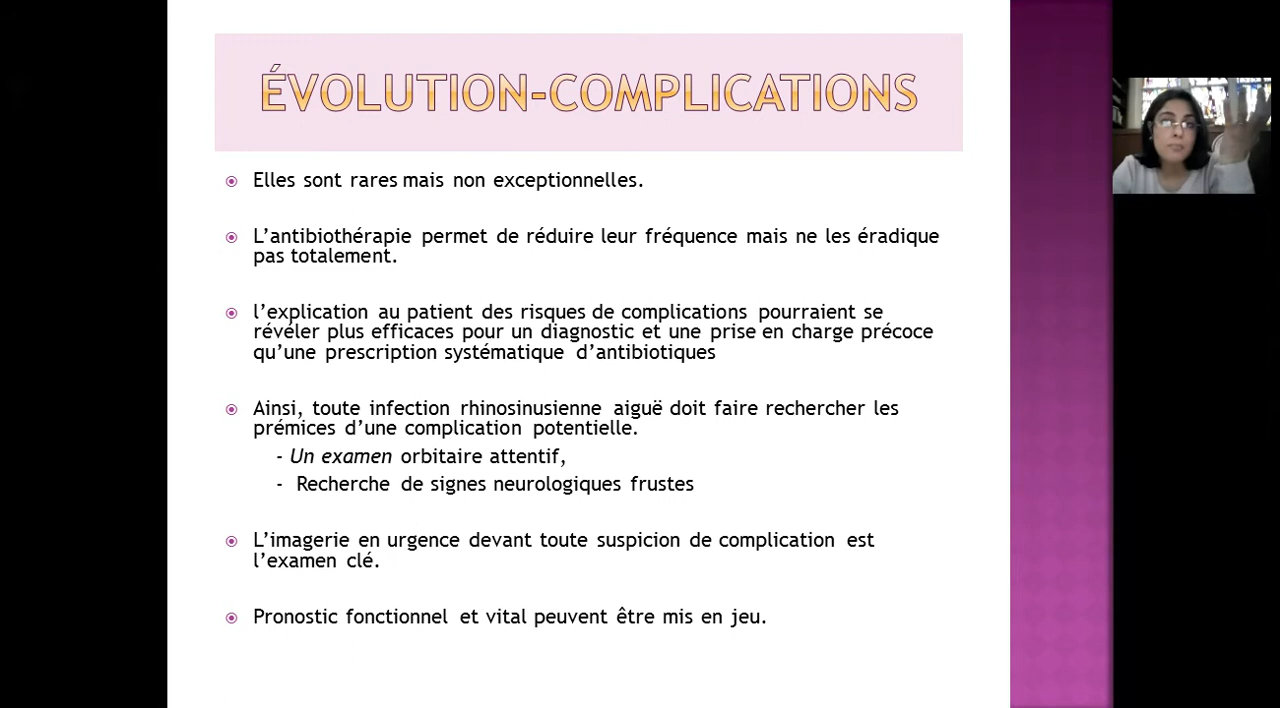 ÉVOLUTION-COMPLICATIONS
Elles sont rares mais non exceptionnelles.
L’antibiothérapie permet de réduire leur fréquence mais ne les éradique
pas totalement.
l’explication au patient des risques de complications pourraient se
révéler plus efficaces pour un diagnostic et une prise en charge précoce
qu’une prescription systématique d’antibiotiques
Ainsi, toute infection rhinosinusienne aiguë doit faire rechercher les
prémices d’une complication potentielle.
- Un examen orbitaire attentif,
- Recherche de signes neurologiques frustes
L’imagerie en urgence devant toute suspicion de complication est
l’examen clé.
Pronostic fonctionnel et vital peuvent être mis en jeu.